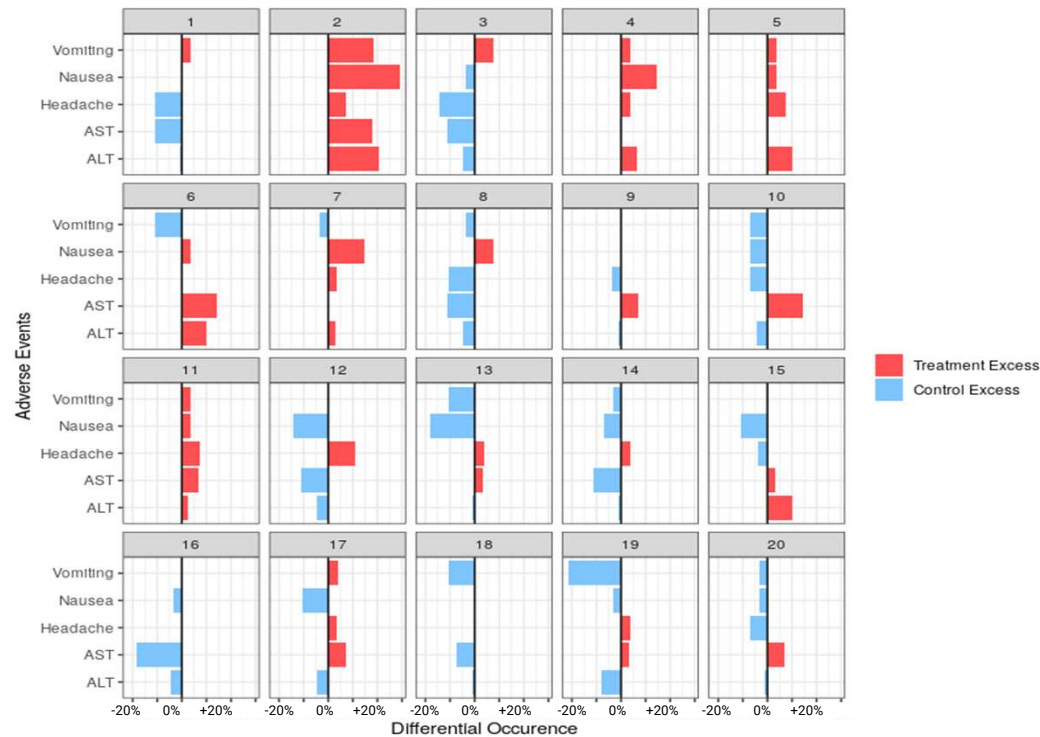 1 2 3 4 5
Vomiting
Nausea
Headache
AST
ALT
6 7 8 9 10
Vomiting
Nausea
Headache
AST
ALT
11 12 13 14 15
Vomiting
Nausea
Headache
AST
ALT
16 17 18 19 20
Vomiting
Nausea
Headache
AST
ALT
-20% 0% +20% -20% 0% +20% -20% 0% +20% -20% 0% +20% -20% 0% +20%
Differential Occurence
Adverse Events
Treatment Excess
Control Excess